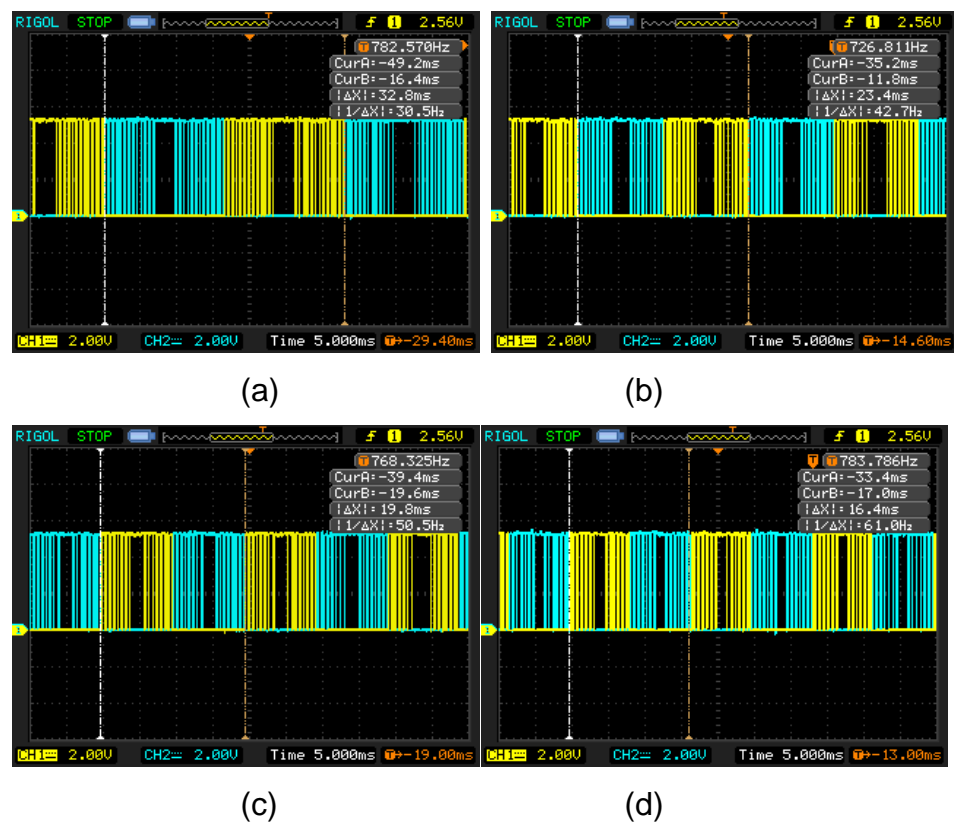 RIGOL STOP T f 1 2.56V
T 782.570Hz
CurA:-49.2ms
CurB:-16.4ms
|ΔX|:32.8ms
|1/ΔX|:30.5Hz
1
CH1 2.00V CH2 2.00V Time 5.000ms T→-29.40ms
RIGOL STOP T f 1 2.56V
T 726.811Hz
CurA:-35.2ms
CurB:-11.8ms
|ΔX|:23.4ms
|1/ΔX|:42.7Hz
1
CH1 2.00V CH2 2.00V Time 5.000ms T→-14.60ms
(a) (b)
RIGOL STOP T f 1 2.56V
T 768.325Hz
CurA:-39.4ms
CurB:-19.6ms
|ΔX|:19.8ms
|1/ΔX|:50.5Hz
1
CH1 2.00V CH2 2.00V Time 5.000ms T→-19.00ms
RIGOL STOP T f 1 2.56V
T T 783.786Hz
CurA:-33.4ms
CurB:-17.0ms
|ΔX|:16.4ms
|1/ΔX|:61.0Hz
1
CH1 2.00V CH2 2.00V Time 5.000ms T→-13.00ms
(c) (d)